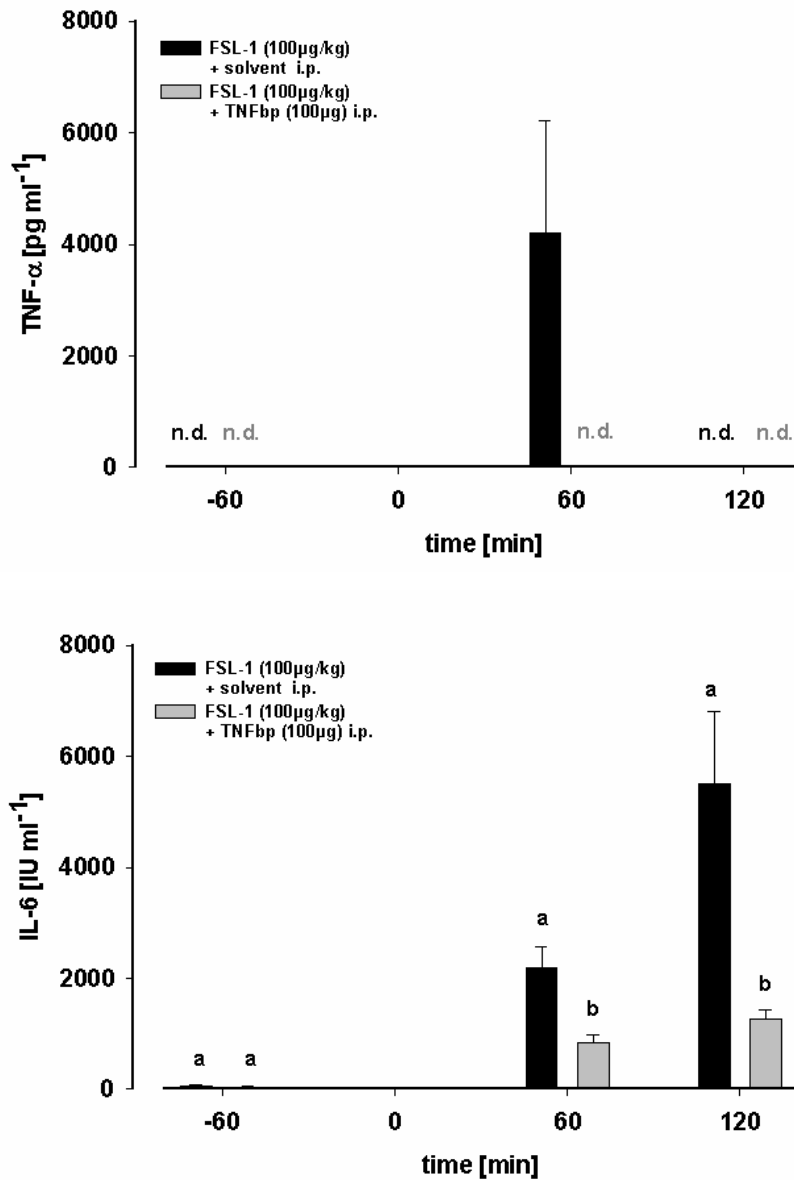 8000
FSL-1 (100µg/kg)
+ solvent i.p.
FSL-1 (100µg/kg)
+ TNFbp (100µg) i.p.
6000
4000
2000
0
TNF-α [pg ml⁻¹]
n.d. n.d. n.d. n.d. n.d.
-60 0 60 120
time [min]
8000
FSL-1 (100µg/kg)
+ solvent i.p.
FSL-1 (100µg/kg)
+ TNFbp (100µg) i.p.
6000
4000
2000
0
IL-6 [IU ml⁻¹]
a a a b a b
-60 0 60 120
time [min]